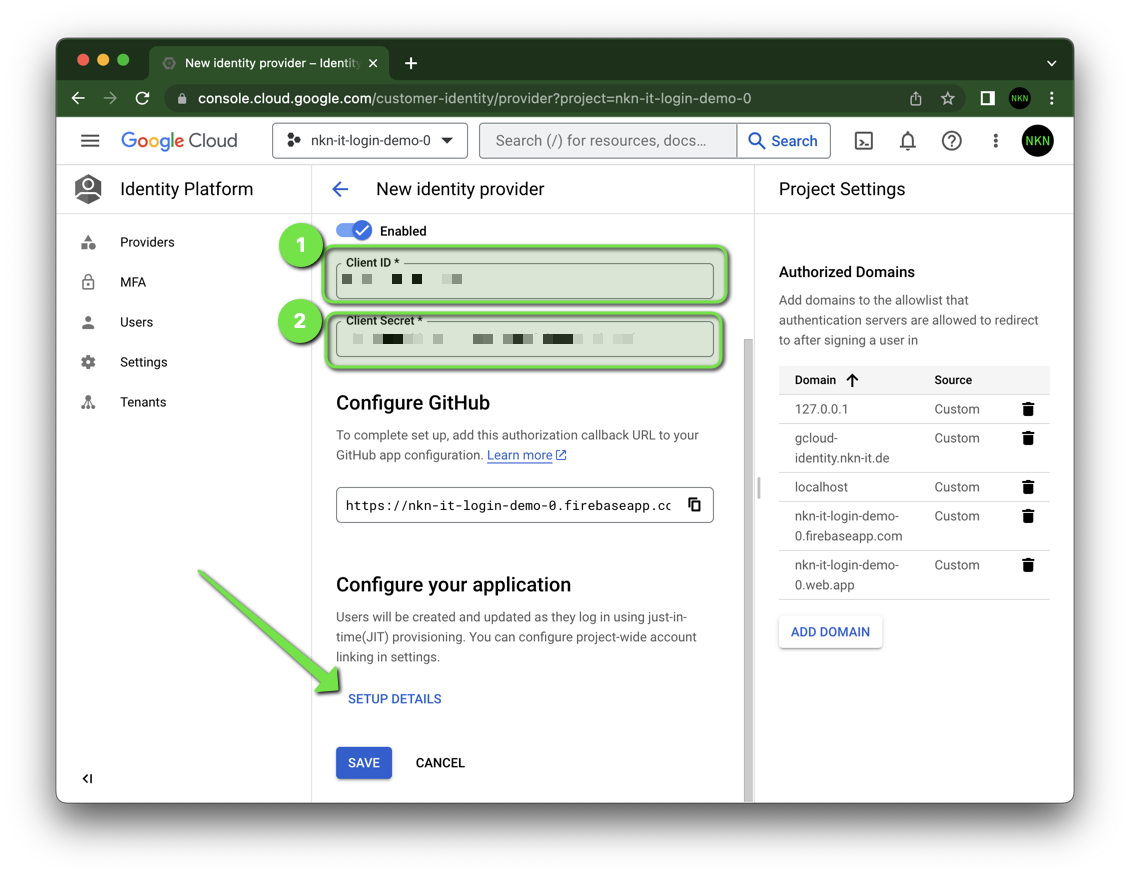 New identity provider – Identity
console.cloud.google.com/customer-identity/provider?project=nkn-it-login-demo-0
NKN
Google Cloud
nkn-it-login-demo-0
Search (/) for resources, docs…
Search
NKN
Identity Platform
Providers
MFA
Users
Settings
Tenants
New identity provider
Enabled
1
Client ID *
2
Client Secret *
Configure GitHub
To complete set up, add this authorization callback URL to your
GitHub app configuration. Learn more
https://nkn-it-login-demo-0.firebaseapp.cc
Configure your application
Users will be created and updated as they log in using just-in-
time(JIT) provisioning. You can configure project-wide account
linking in settings.
SETUP DETAILS
SAVE
CANCEL
Project Settings
Authorized Domains
Add domains to the allowlist that
authentication servers are allowed to redirect
to after signing a user in
Domain
Source
127.0.0.1
Custom
gcloud-
identity.nkn-it.de
Custom
localhost
Custom
nkn-it-login-demo-
0.firebaseapp.com
Custom
nkn-it-login-demo-
0.web.app
Custom
ADD DOMAIN